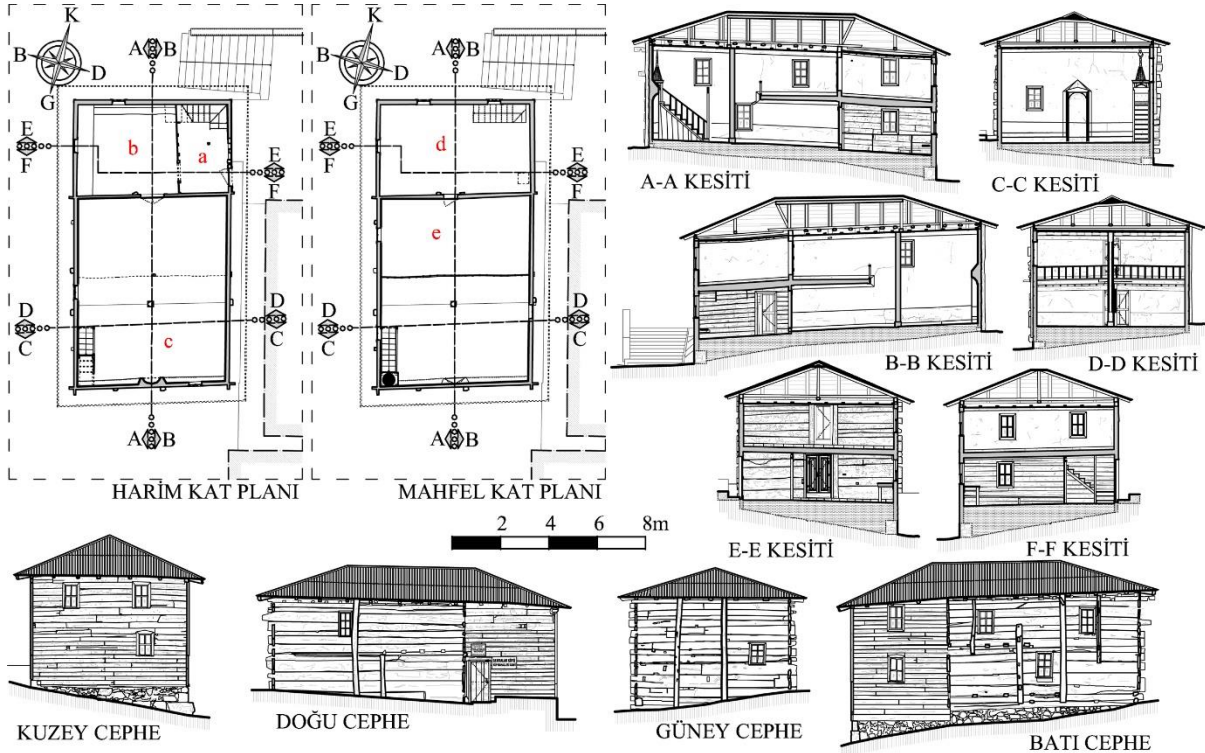 K
B
D
G
A B
E
F
b
a
E
F
D
C
c
D
C
A B
HARİM KAT PLANI
K
B
D
G
A B
E
F
d
E
F
e
D
C
D
C
A B
MAHFEL KAT PLANI
A-A KESİTİ
C-C KESİTİ
B-B KESİTİ
D-D KESİTİ
E-E KESİTİ
F-F KESİTİ
2 4 6 8m
KUZEY CEPHE
DOĞU CEPHE
GÜNEY CEPHE
BATI CEPHE